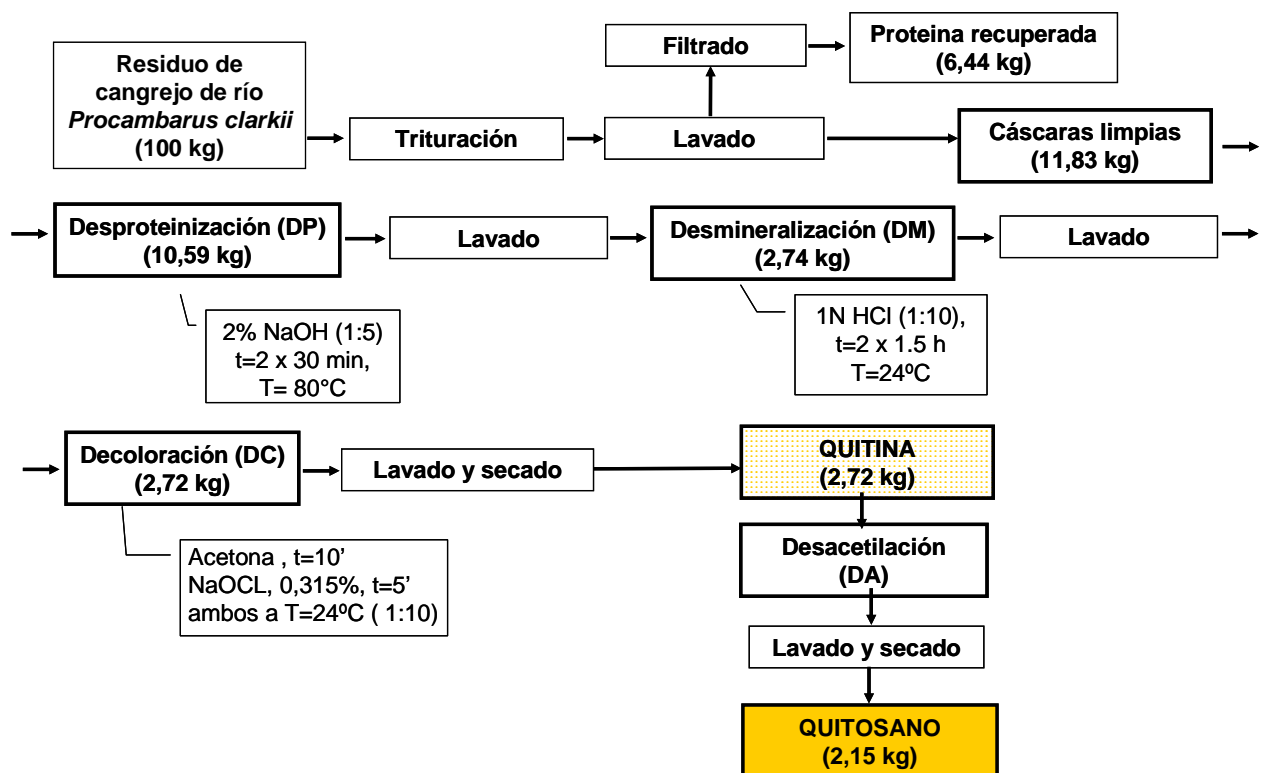 Residuo de
cangrejo de río
Procambarus clarkii
(100 kg)
Trituración
Lavado
Filtrado
Proteina recuperada
(6,44 kg)
Cáscaras limpias
(11,83 kg)
Desproteinización (DP)
(10,59 kg)
2% NaOH (1:5)
t=2 x 30 min,
T= 80°C
Lavado
Desmineralización (DM)
(2,74 kg)
1N HCl (1:10),
t=2 x 1.5 h
T=24ºC
Lavado
Decoloración (DC)
(2,72 kg)
Acetona , t=10’
NaOCL, 0,315%, t=5’
ambos a T=24ºC ( 1:10)
Lavado y secado
QUITINA
(2,72 kg)
Desacetilación
(DA)
Lavado y secado
QUITOSANO
(2,15 kg)